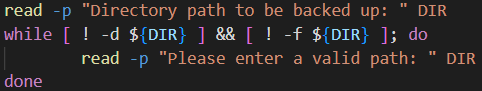 read -p "Directory path to be backed up: " DIR
while [ ! -d ${DIR} ] && [ ! -f ${DIR} ]; do
        read -p "Please enter a valid path: " DIR
done